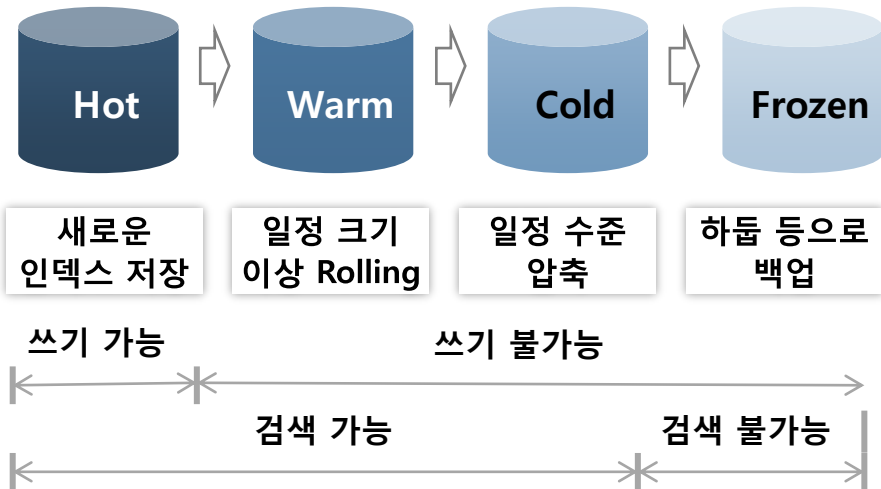 Hot
Warm
Cold
Frozen
새로운
인덱스 저장
일정 크기
이상 Rolling
일정 수준
압축
하둡 등으로
백업
쓰기 가능
쓰기 불가능
검색 가능
검색 불가능